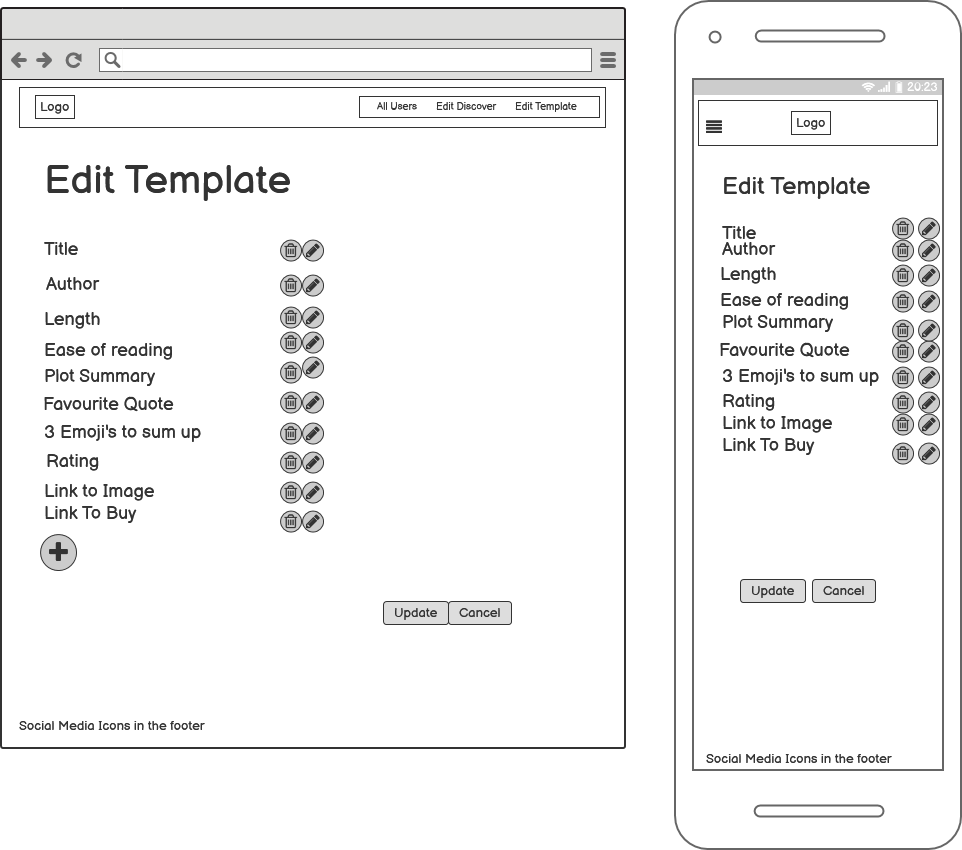 Logo
All Users Edit Discover Edit Template
Edit Template
Title
Author
Length
Ease of reading
Plot Summary
Favourite Quote
3 Emoji's to sum up
Rating
Link to Image
Link To Buy
Update Cancel
Social Media Icons in the footer
20:23
Logo
Edit Template
Title
Author
Length
Ease of reading
Plot Summary
Favourite Quote
3 Emoji's to sum up
Rating
Link to Image
Link To Buy
Update Cancel
Social Media Icons in the footer